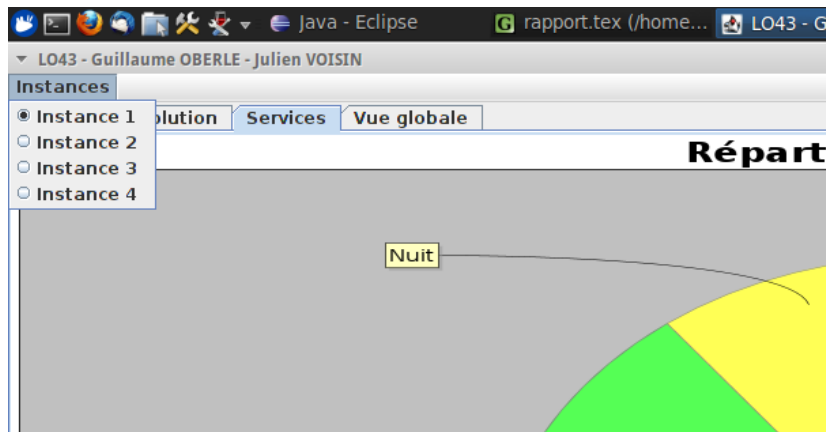 Java - Eclipse
rapport.tex (/home...
LO43 - G
LO43 - Guillaume OBERLE - Julien VOISIN
Instances
Instance 1
Instance 2
Instance 3
Instance 4
olution
Services
Vue globale
Répart
Nuit